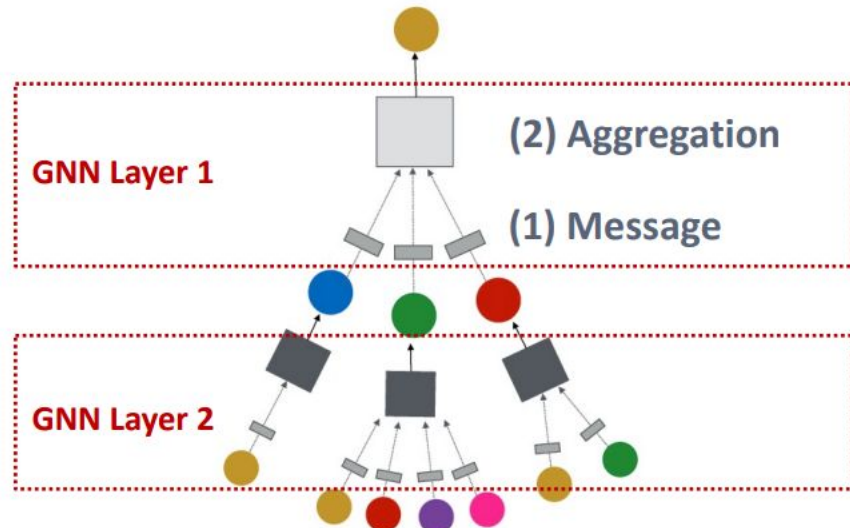 (2) Aggregation
GNN Layer 1
(1) Message
GNN Layer 2